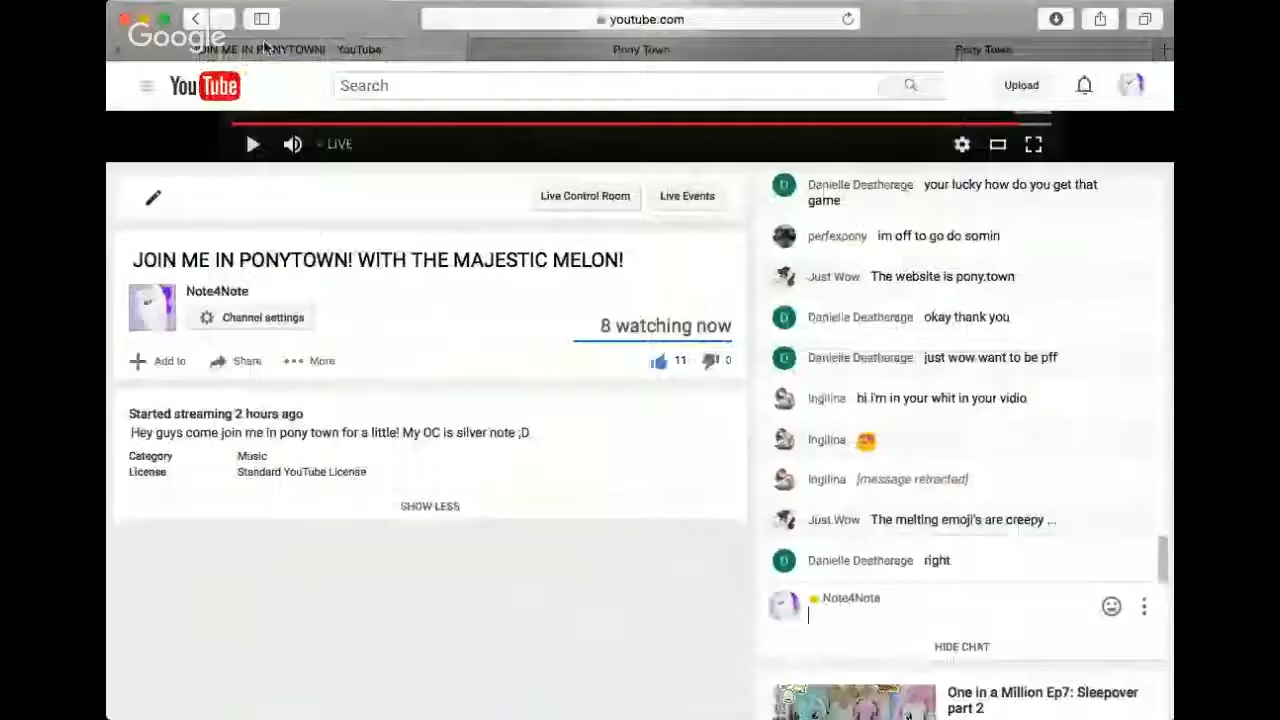 youtube.com
Google
JOIN ME IN PONYTOWN! YouTube
Pony Town
Pony Town
YouTube
Search
Upload
LIVE
Live Control Room
Live Events
JOIN ME IN PONYTOWN! WITH THE MAJESTIC MELON!
Note4Note
Channel settings
8 watching now
Add to
Share
More
11
0
Started streaming 2 hours ago
Hey guys come join me in pony town for a little! My OC is silver note ;D
Category Music
License Standard YouTube License
SHOW LESS
Danielle Deatherage your lucky how do you get that
game
perfexpony im off to go do somin
Just Wow The website is pony.town
Danielle Deatherage okay thank you
Danielle Deatherage just wow want to be pff
Ingilina hi i'm in your whit in your vidio
Ingilina
Ingilina [message retracted]
Just Wow The melting emoji's are creepy ...
Danielle Deatherage right
Note4Note
HIDE CHAT
One in a Million Ep7: Sleepover
part 2